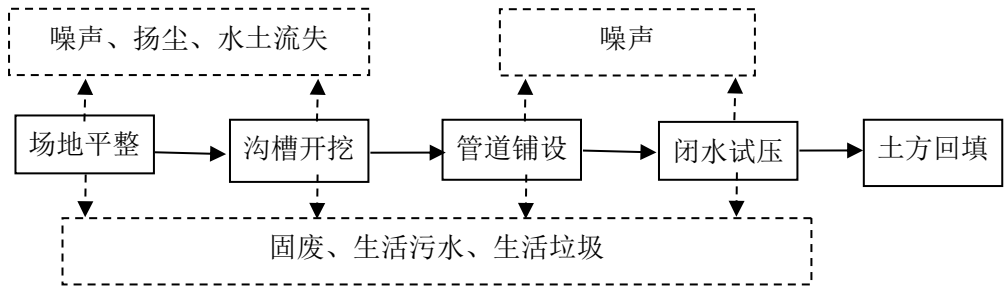 噪声、扬尘、水土流失
噪声
场地平整
沟槽开挖
管道铺设
闭水试压
土方回填
固废、生活污水、生活垃圾